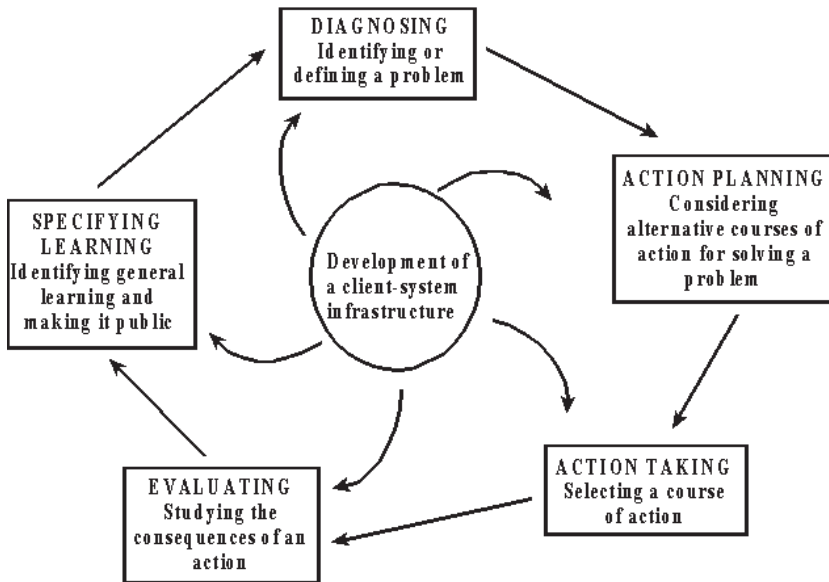 DIAGNOSING
Identifying or
defining a problem
ACTION PLANNING
Considering
alternative courses of
action for solving a
problem
SPECIFYING
LEARNING
Identifying general
learning and
making it public
Development of
a client-system
infrastructure
ACTION TAKING
Selecting a course
of action
EVALUATING
Studying the
consequences of an
action